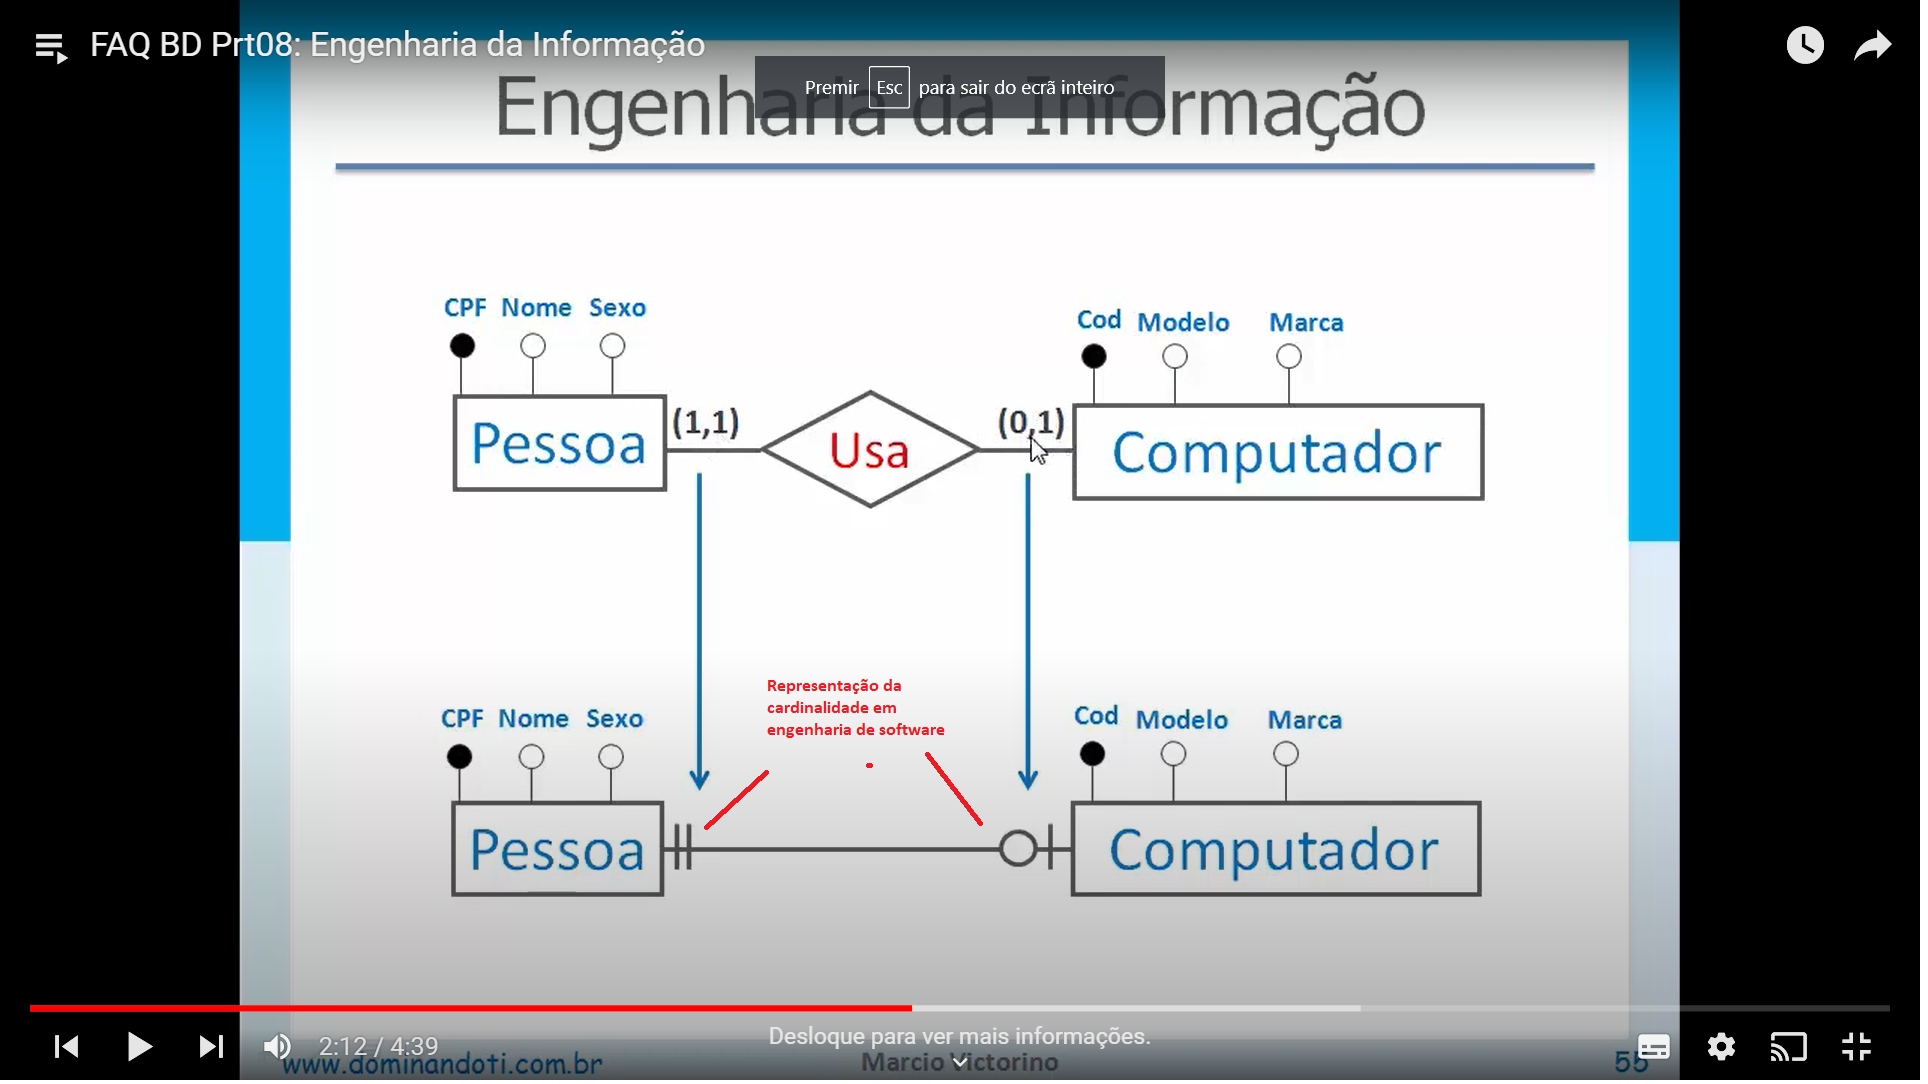 FAQ BD Prt08: Engenharia da Informação
Premir Esc para sair do ecrã inteiro
Engenharia da Informação
CPF Nome Sexo
Cod Modelo Marca
Pessoa
(1,1)
Usa
(0,1)
Computador
Representação da
cardinalidade em
engenharia de software
CPF Nome Sexo
Cod Modelo Marca
Pessoa
Computador
2:12 / 4:39
Desloque para ver mais informações.
www.dominandoti.com.br
Marcio Victorino
55